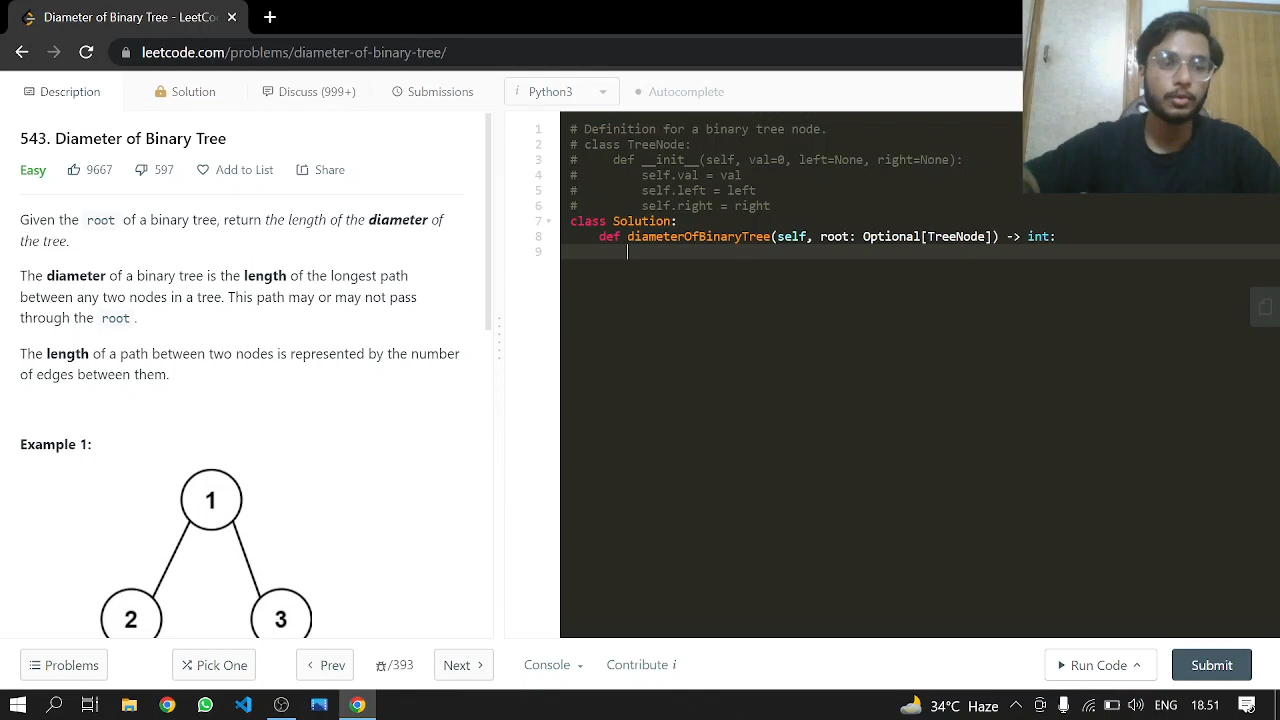 Diameter of Binary Tree - LeetCo
leetcode.com/problems/diameter-of-binary-tree/
Description
Solution
Discuss (999+)
Submissions
i Python3
Autocomplete
543. Diameter of Binary Tree
Easy
9667
597
Add to List
Share
Given the root of a binary tree, return the length of the diameter of
the tree.
The diameter of a binary tree is the length of the longest path
between any two nodes in a tree. This path may or may not pass
through the root.
The length of a path between two nodes is represented by the number
of edges between them.
Example 1:
1
2
3
1 # Definition for a binary tree node.
2 # class TreeNode:
3 #     def __init__(self, val=0, left=None, right=None):
4 #         self.val = val
5 #         self.left = left
6 #         self.right = right
7 class Solution:
8     def diameterOfBinaryTree(self, root: Optional[TreeNode]) -> int:
9
Problems
Pick One
Prev
/393
Next
Console
Contribute i
Run Code
Submit
34°C Haze
ENG
18.51